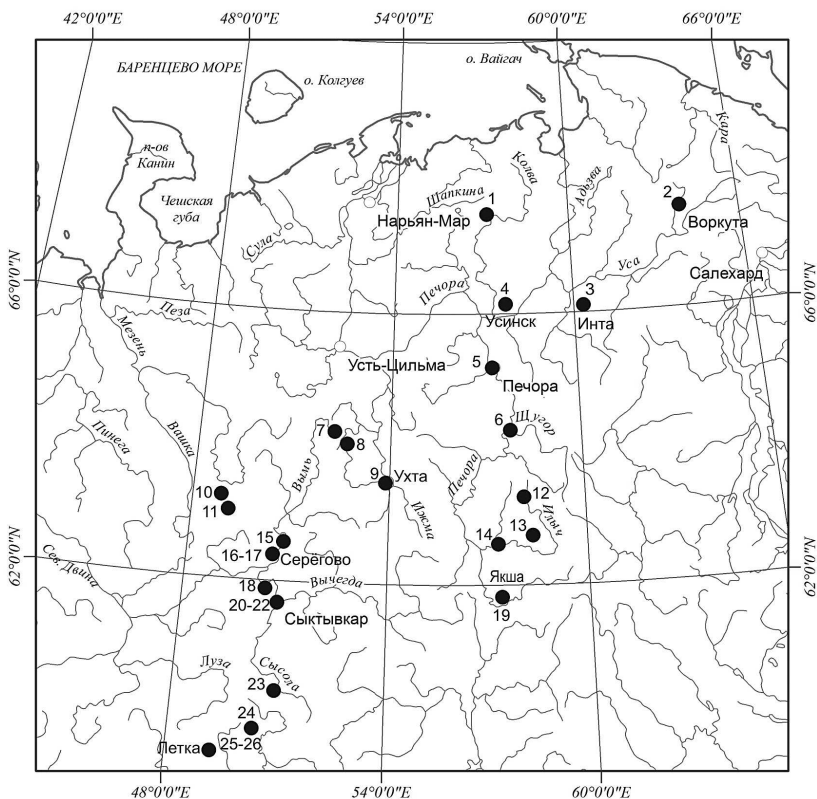 42°0'0"E
48°0'0"E
54°0'0"E
60°0'0"E
66°0'0"E
БАРЕНЦЕВО МОРЕ
о. Колгуев
о. Вайгач
п-ов
Канин
Чешская
губа
Кара
Колва
Адьзва
Шапкина
1
2
Нарьян-Мар
Воркута
Сула
Уса
Салехард
66°0'0"N
66°0'0"N
Печора
4
3
Пеза
Усинск
Инта
Мезень
Усть-Цильма
5
Печора
Пинега
Вашка
7
8
6
Щугор
Вымь
9
Ухта
Печора
10
11
12
Ижма
Илыч
13
14
15
16-17
Серёгово
62°0'0"N
62°0'0"N
Сев. Двина
18
Вычегда
Якша
20-22
19
Сыктывкар
Луза
Сысола
23
24
Летка
25-26
48°0'0"E
54°0'0"E
60°0'0"E